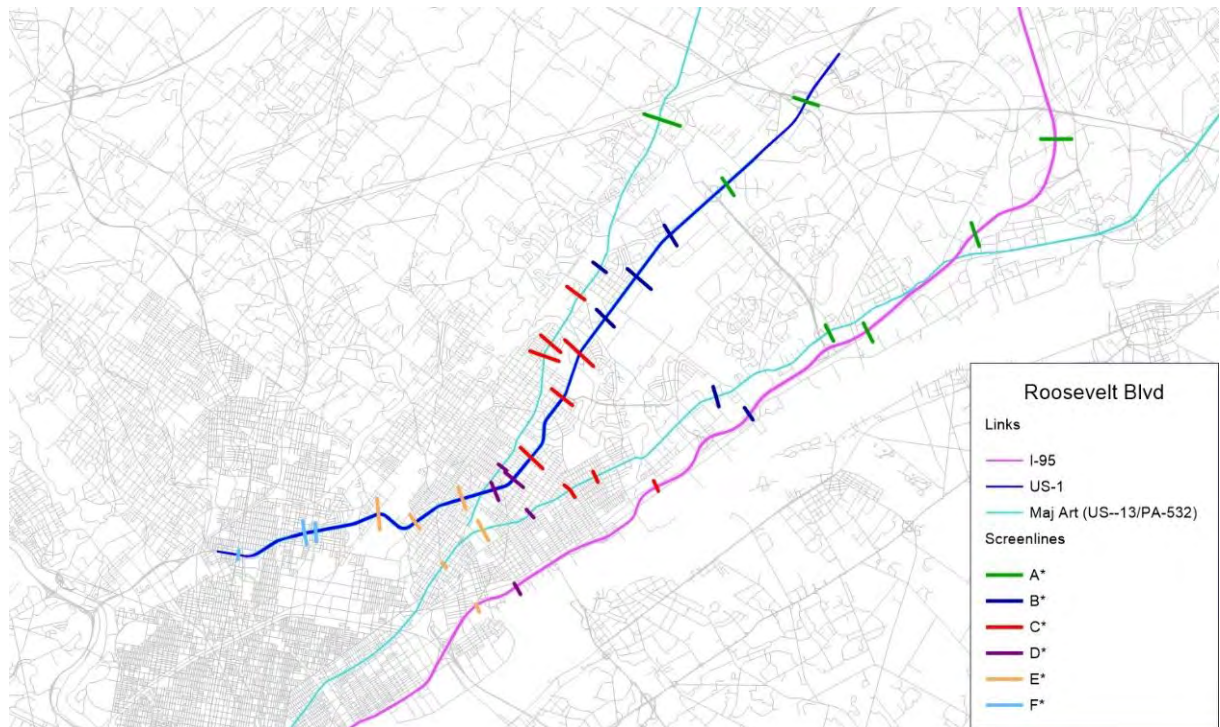 Roosevelt Blvd
Links
I-95
US-1
Maj Art (US--13/PA-532)
Screenlines
A*
B*
C*
D*
E*
F*